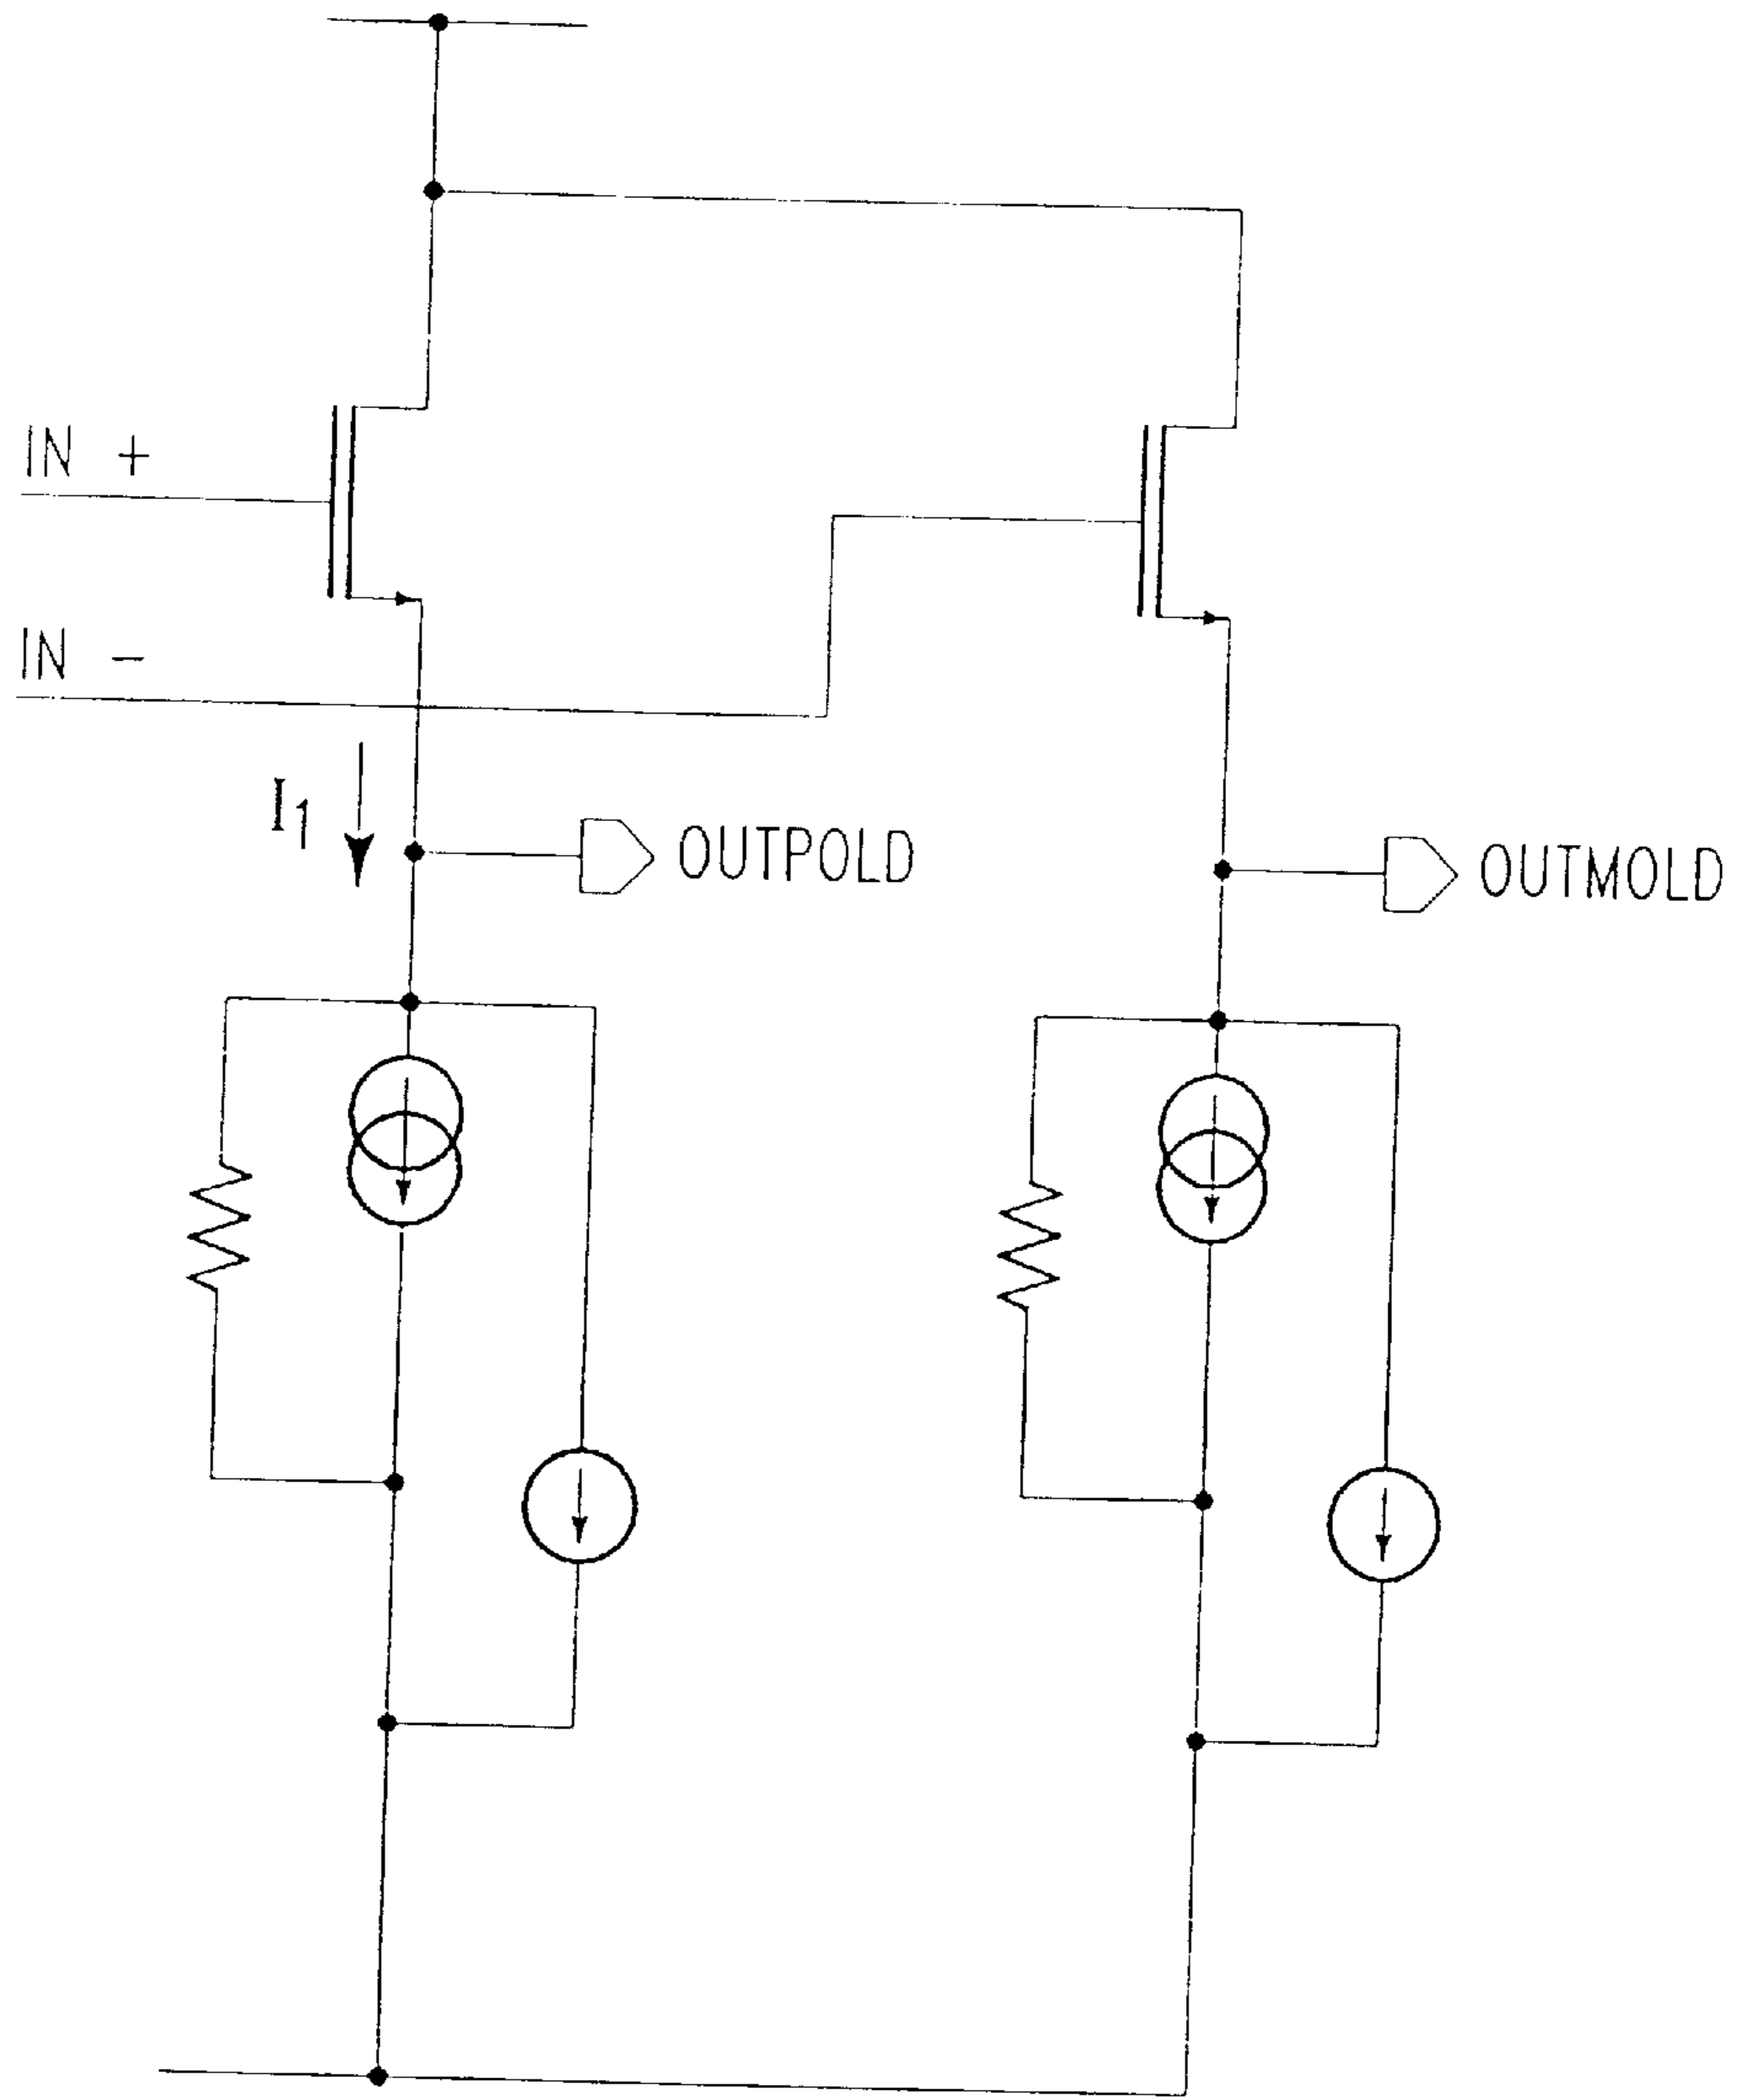 IN +
IN -
I1
OUTPOLD
OUTMOLD